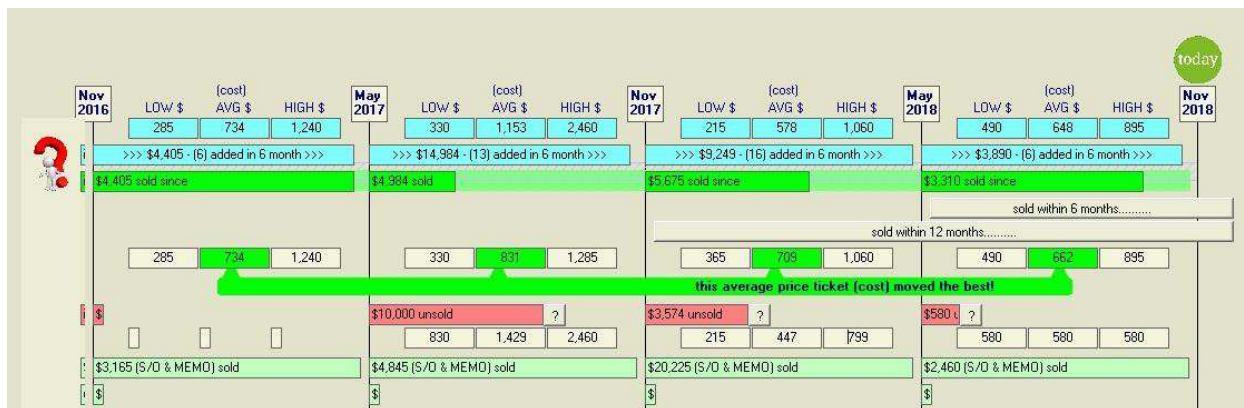 today
Nov 2016 LOW $ (cost) AVG $ HIGH $ May 2017 LOW $ (cost) AVG $ HIGH $ Nov 2017 LOW $ (cost) AVG $ HIGH $ May 2018 LOW $ (cost) AVG $ HIGH $ Nov 2018
285 734 1,240 330 1,153 2,460 215 578 1,060 490 648 895
>>> $4,405 - (6) added in 6 month >>> >>> $14,984 - (13) added in 6 month >>> >>> $9,249 - (16) added in 6 month >>> >>> $3,890 - (6) added in 6 month >>>
$4,405 sold since $4,984 sold $5,675 sold since $3,310 sold since
sold within 6 months..........
sold within 12 months..........
285 734 1,240 330 831 1,285 365 709 1,060 490 662 895
this average price ticket (cost) moved the best!
$ $10,000 unsold ? $3,574 unsold ? $580 ?
830 1,429 2,460 215 447 799 580 580 580
$3,165 (S/O & MEMO) sold $4,845 (S/O & MEMO) sold $20,225 (S/O & MEMO) sold $2,460 (S/O & MEMO) sold
$ $ $ $